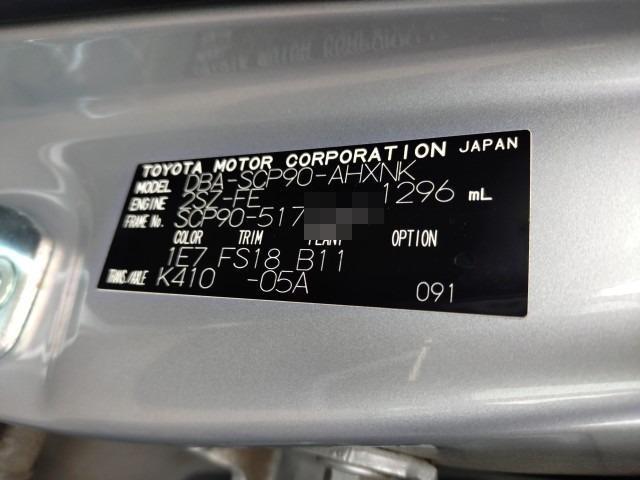 TOYOTA MOTOR CORPORATION JAPAN
MODEL DBA-SCP90-AHXNK
ENGINE 2SZ-FE 1296 mL
FRAME No. SCP90-517
COLOR TRIM PLANT OPTION
1E7 FS18 B11
TRANS./AXLE K410 -05A 091